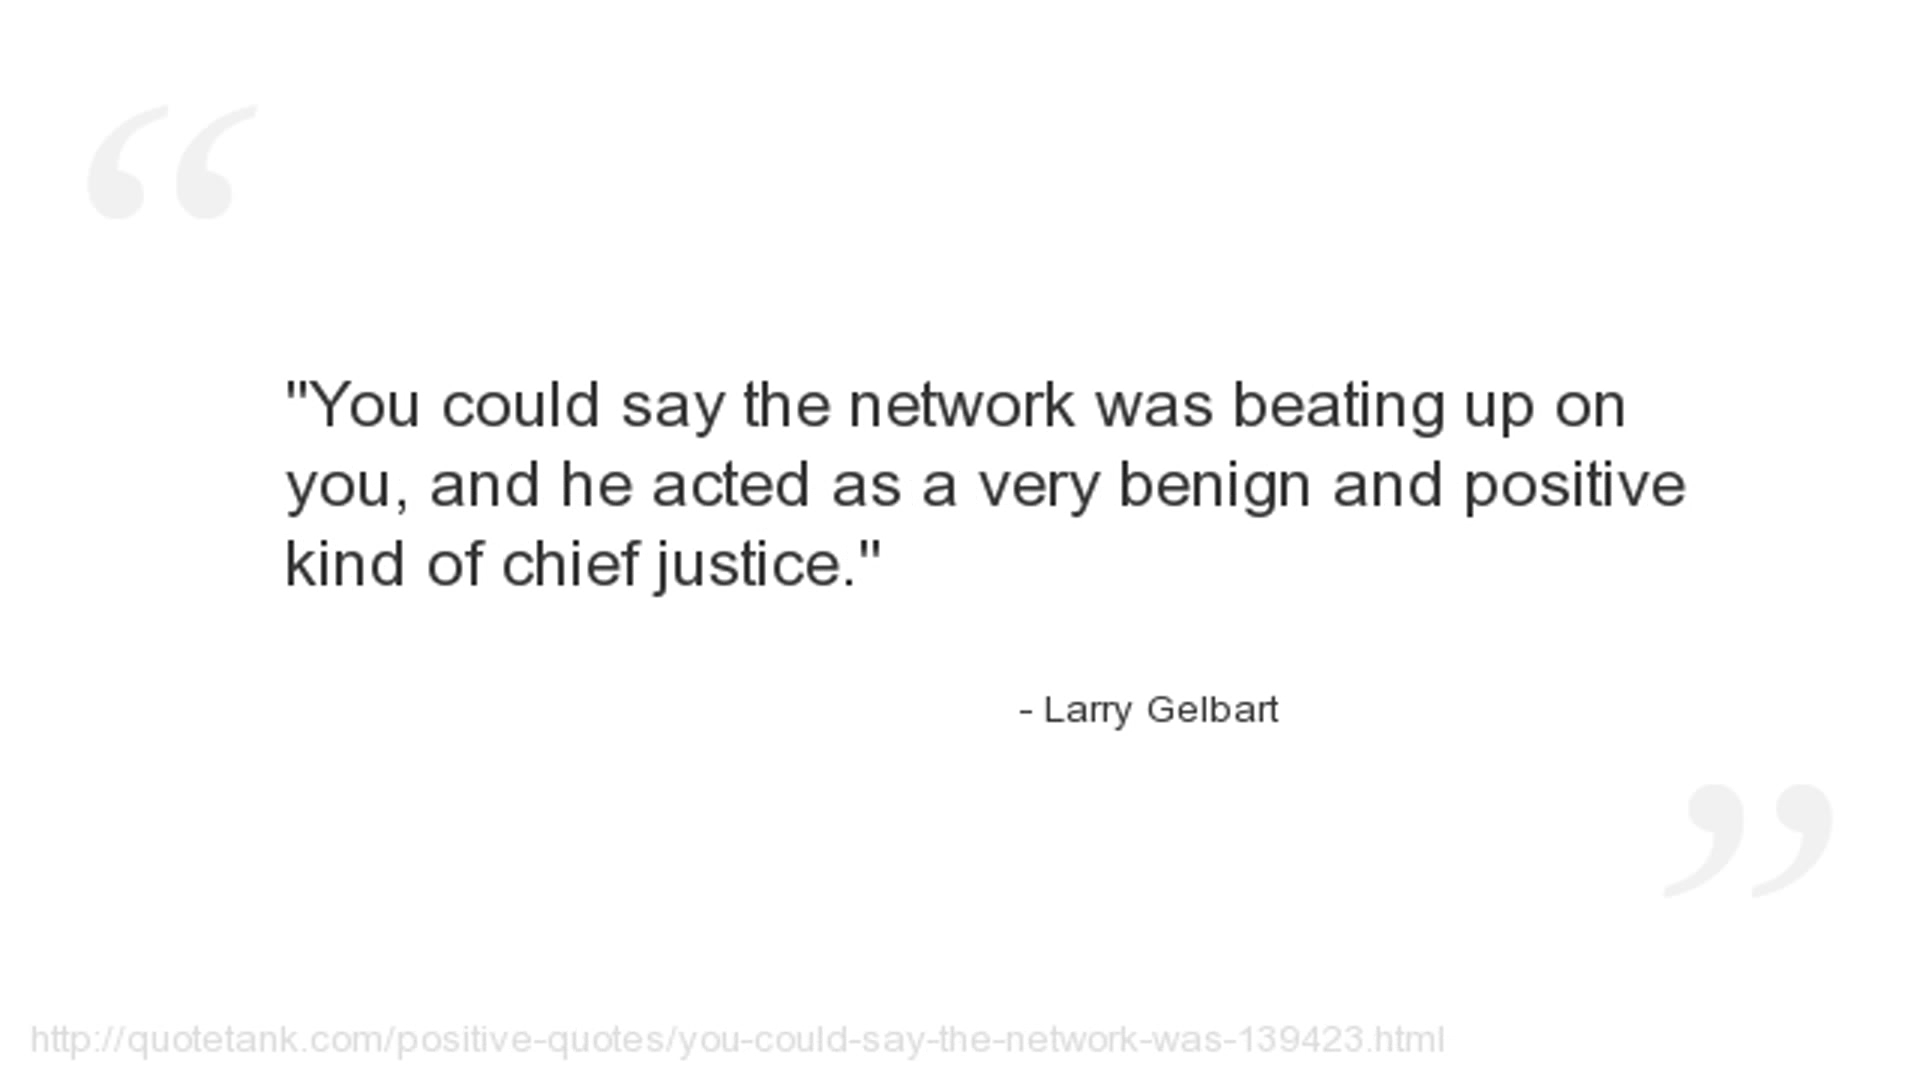 "You could say the network was beating up on
you, and he acted as a very benign and positive
kind of chief justice."
- Larry Gelbart
http://quotetank.com/positive-quotes/you-could-say-the-network-was-139423.html